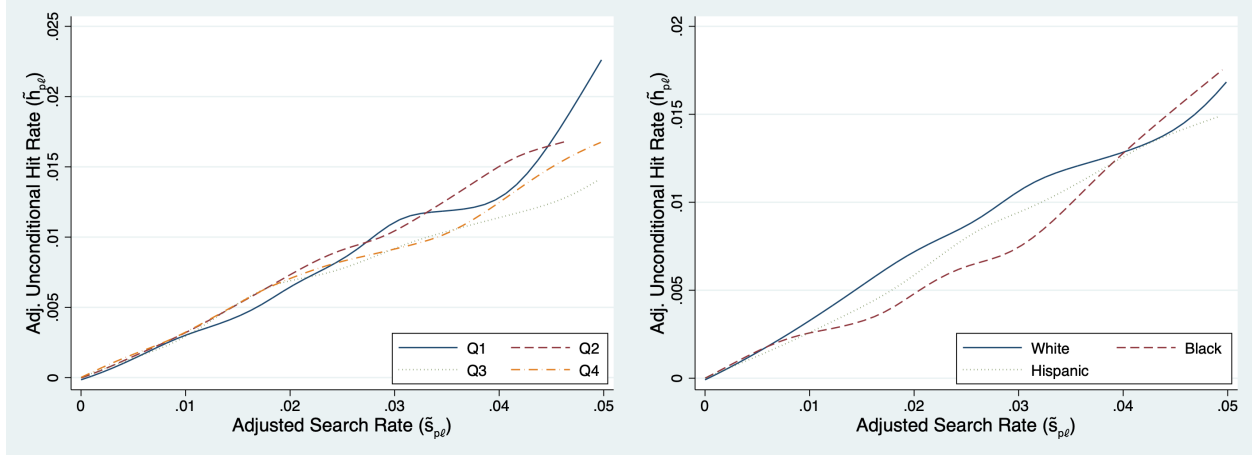 Adj. Unconditional Hit Rate (h̃pℓ)
.025
.02
.015
.01
.005
0
0 .01 .02 .03 .04 .05
Adjusted Search Rate (s̃pℓ)
Q1 Q2
Q3 Q4
Adj. Unconditional Hit Rate (h̃pℓ)
.02
.015
.01
.005
0
0 .01 .02 .03 .04 .05
Adjusted Search Rate (s̃pℓ)
White Black
Hispanic